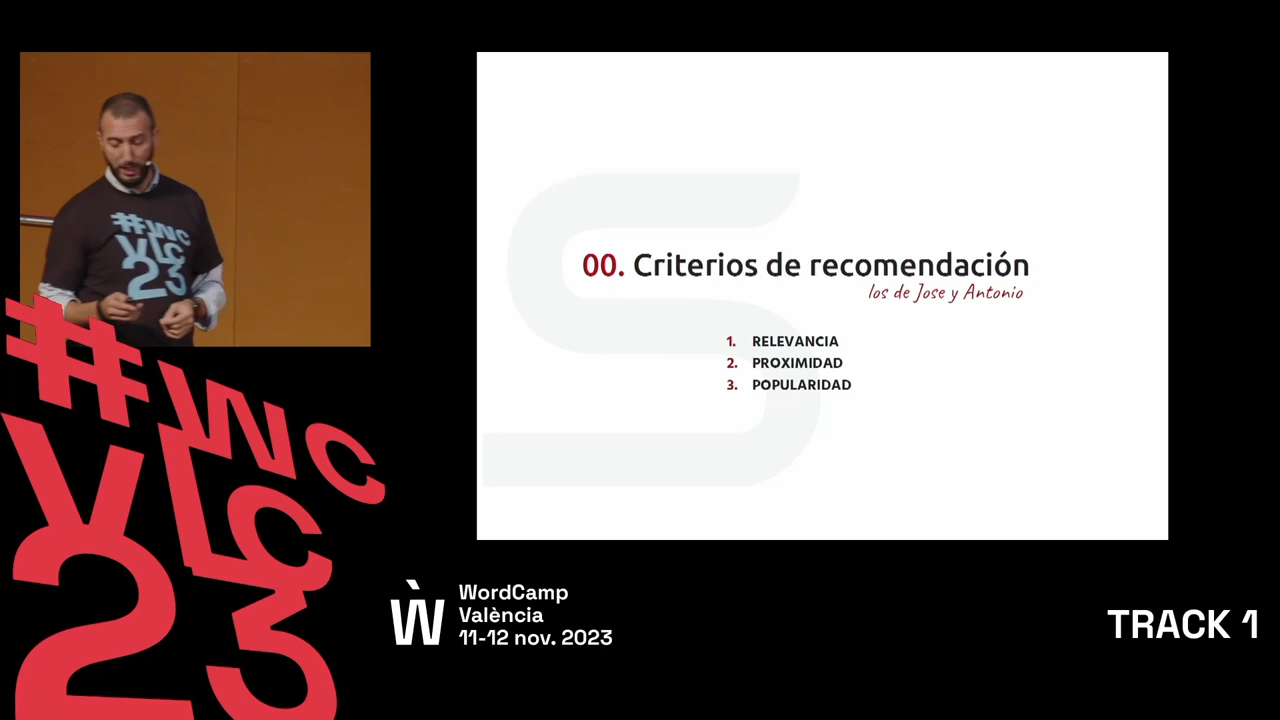 #WC
VLC
23
00. Criterios de recomendación
los de Jose y Antonio
1. RELEVANCIA
2. PROXIMIDAD
3. POPULARIDAD
#WC
VLC
23
Ẁ
WordCamp
València
11-12 nov. 2023
TRACK 1